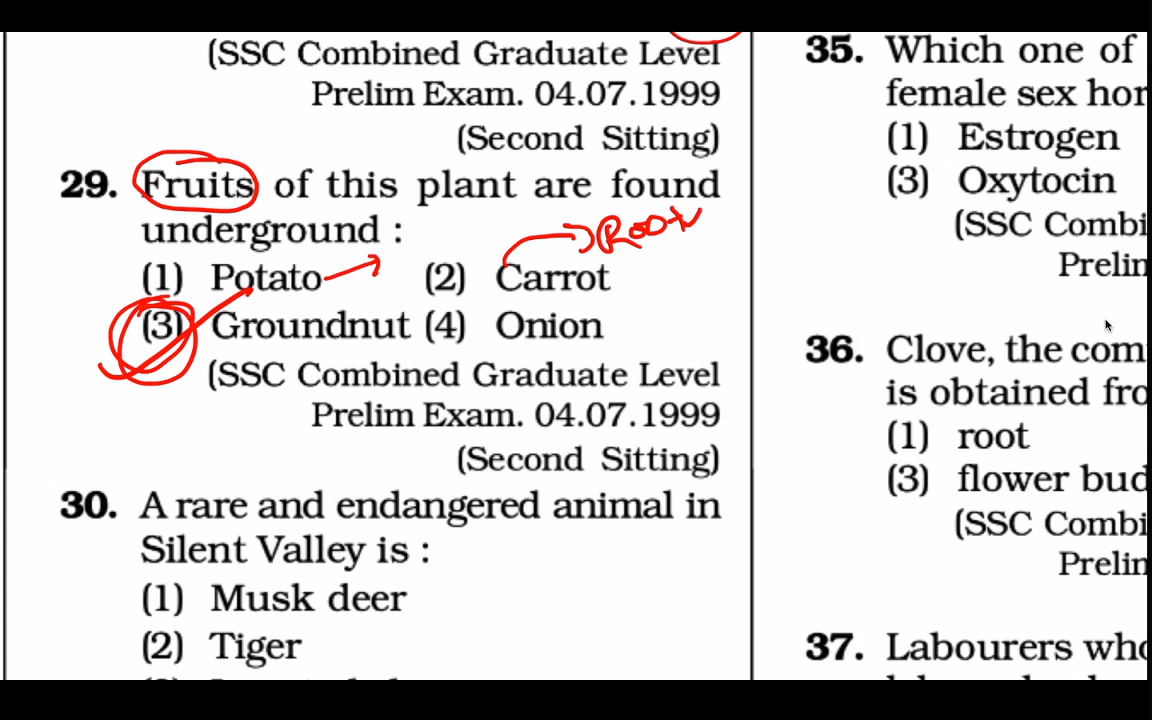 (SSC Combined Graduate Level
Prelim Exam. 04.07.1999
(Second Sitting)
29. Fruits of this plant are found
underground :
Root
(1) Potato (2) Carrot
(3) Groundnut (4) Onion
(SSC Combined Graduate Level
Prelim Exam. 04.07.1999
(Second Sitting)
30. A rare and endangered animal in
Silent Valley is :
(1) Musk deer
(2) Tiger
35. Which one of
female sex hor
(1) Estrogen
(3) Oxytocin
(SSC Combi
Prelin
36. Clove, the com
is obtained fro
(1) root
(3) flower bud
(SSC Combi
Prelin
37. Labourers who